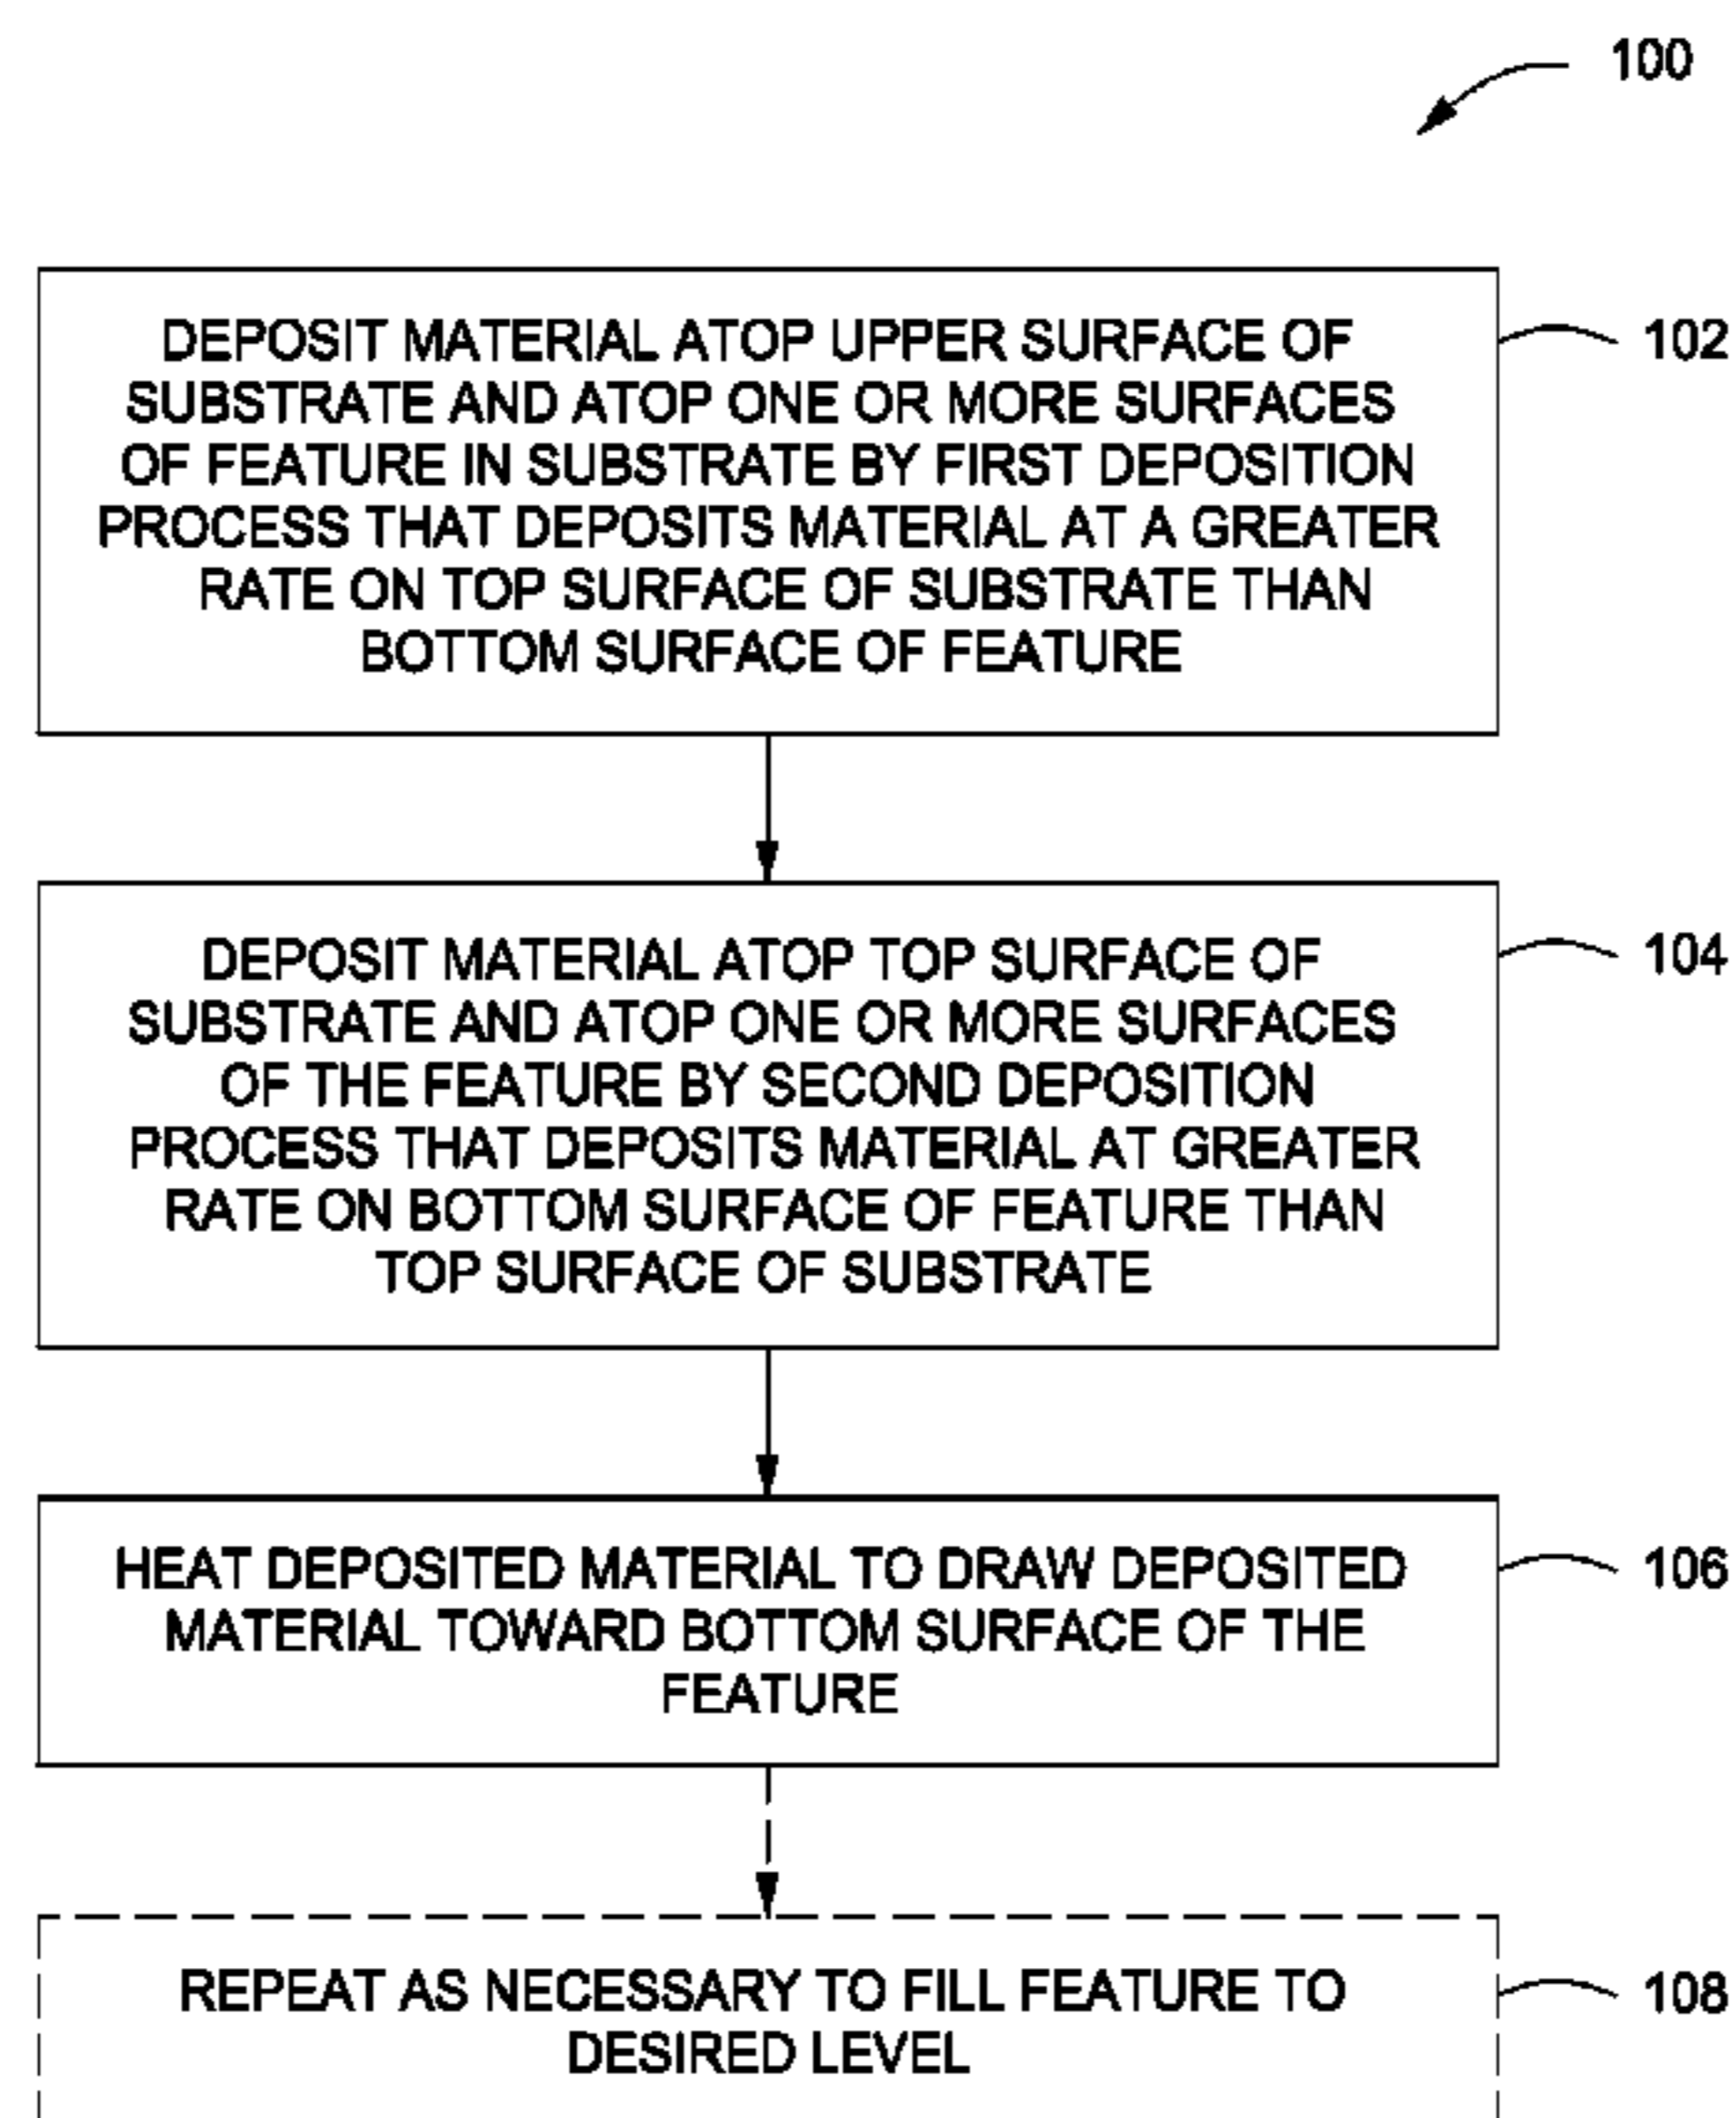 100
DEPOSIT MATERIAL ATOP UPPER SURFACE OF
SUBSTRATE AND ATOP ONE OR MORE SURFACES
OF FEATURE IN SUBSTRATE BY FIRST DEPOSITION
PROCESS THAT DEPOSITS MATERIAL AT A GREATER
RATE ON TOP SURFACE OF SUBSTRATE THAN
BOTTOM SURFACE OF FEATURE
102
DEPOSIT MATERIAL ATOP TOP SURFACE OF
SUBSTRATE AND ATOP ONE OR MORE SURFACES
OF THE FEATURE BY SECOND DEPOSITION
PROCESS THAT DEPOSITS MATERIAL AT GREATER
RATE ON BOTTOM SURFACE OF FEATURE THAN
TOP SURFACE OF SUBSTRATE
104
HEAT DEPOSITED MATERIAL TO DRAW DEPOSITED
MATERIAL TOWARD BOTTOM SURFACE OF THE
FEATURE
106
REPEAT AS NECESSARY TO FILL FEATURE TO
DESIRED LEVEL
108